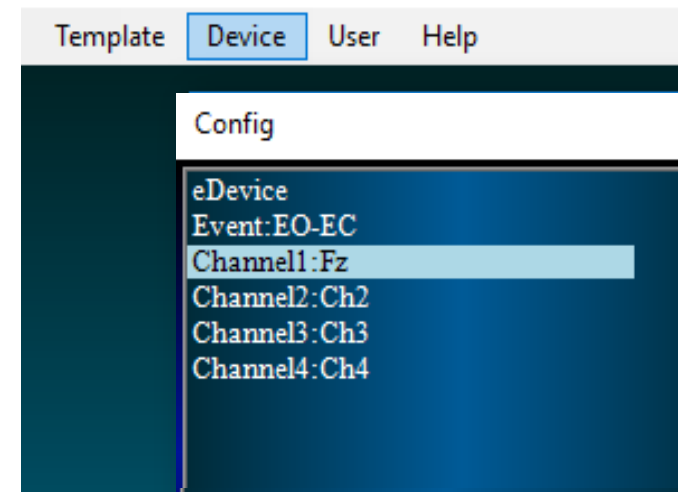 Template Device User Help
Config
eDevice
Event:EO-EC
Channel1:Fz
Channel2:Ch2
Channel3:Ch3
Channel4:Ch4